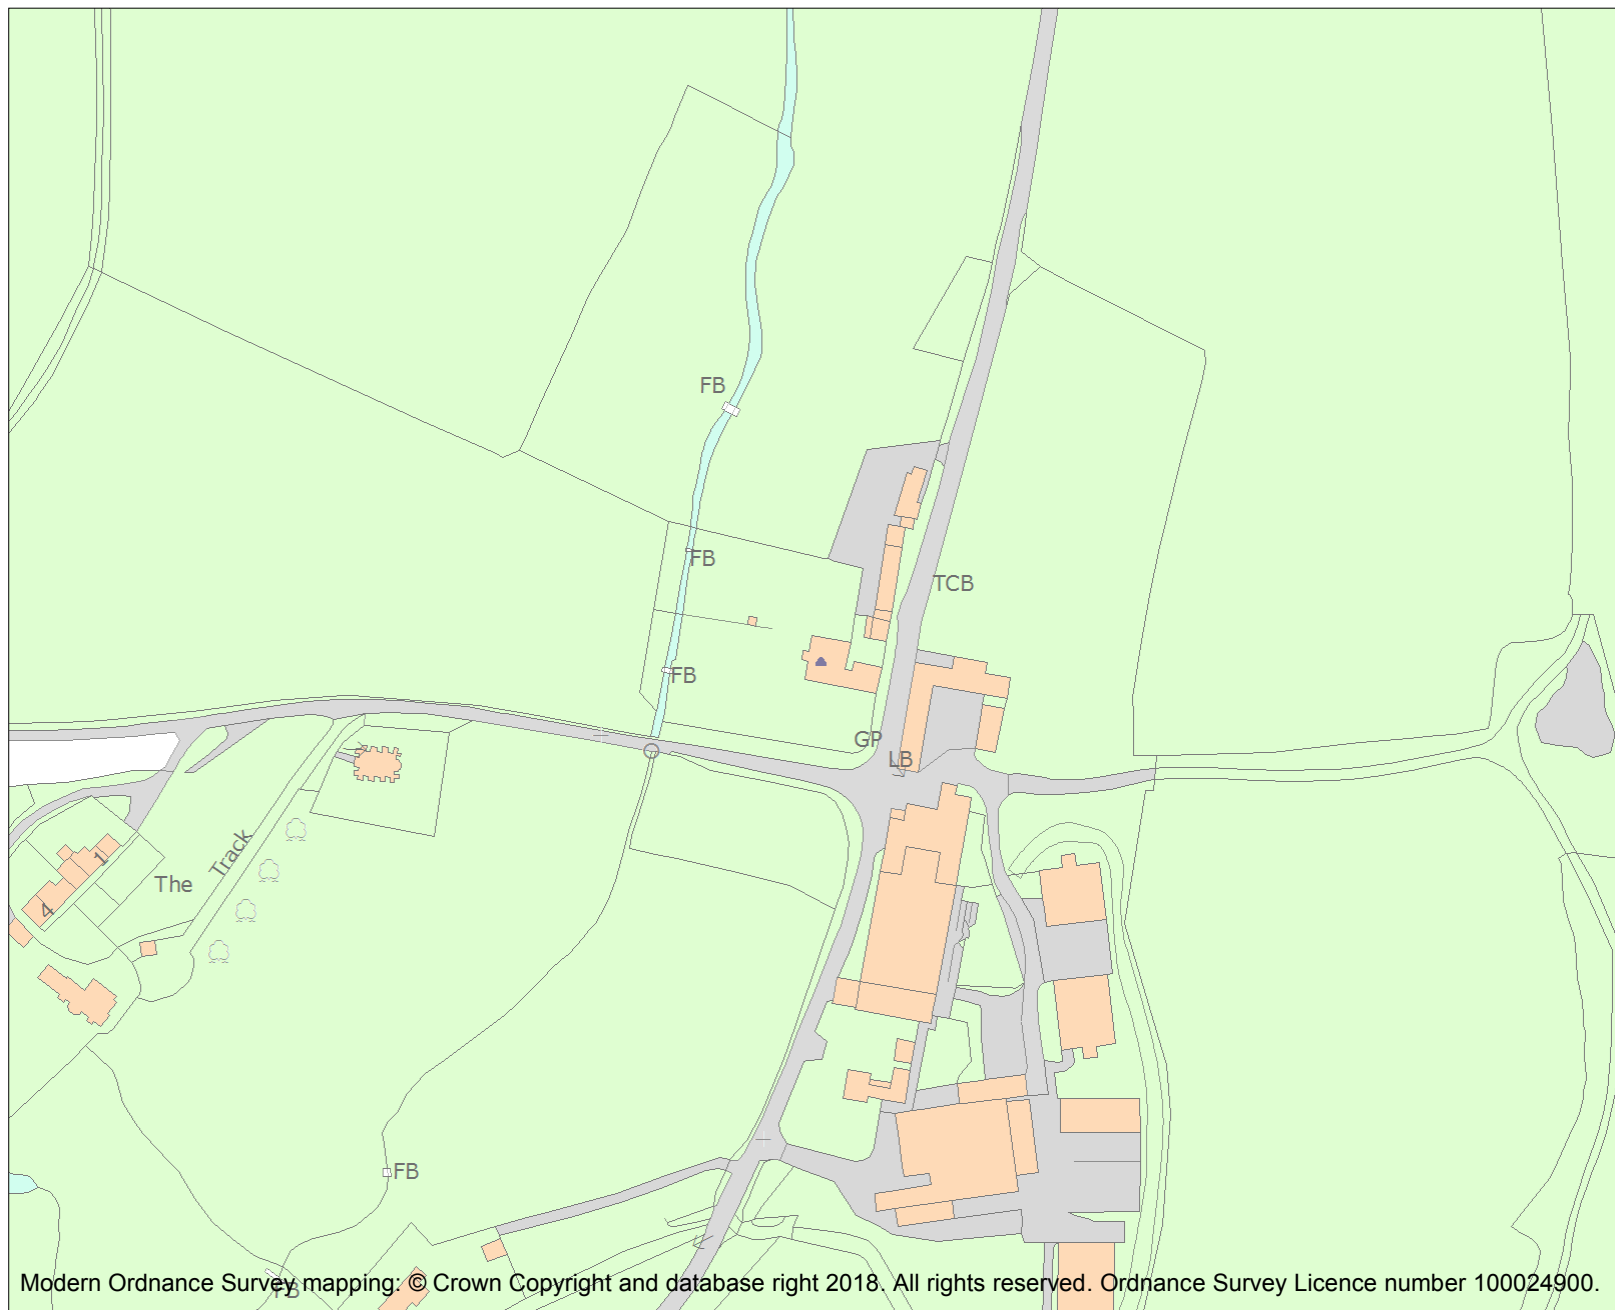 FB
FB
TCB
FB
GP
LB
Track
1
The
4
FB
FB
Modern Ordnance Survey mapping: © Crown Copyright and database right 2018. All rights reserved. Ordnance Survey Licence number 100024900.